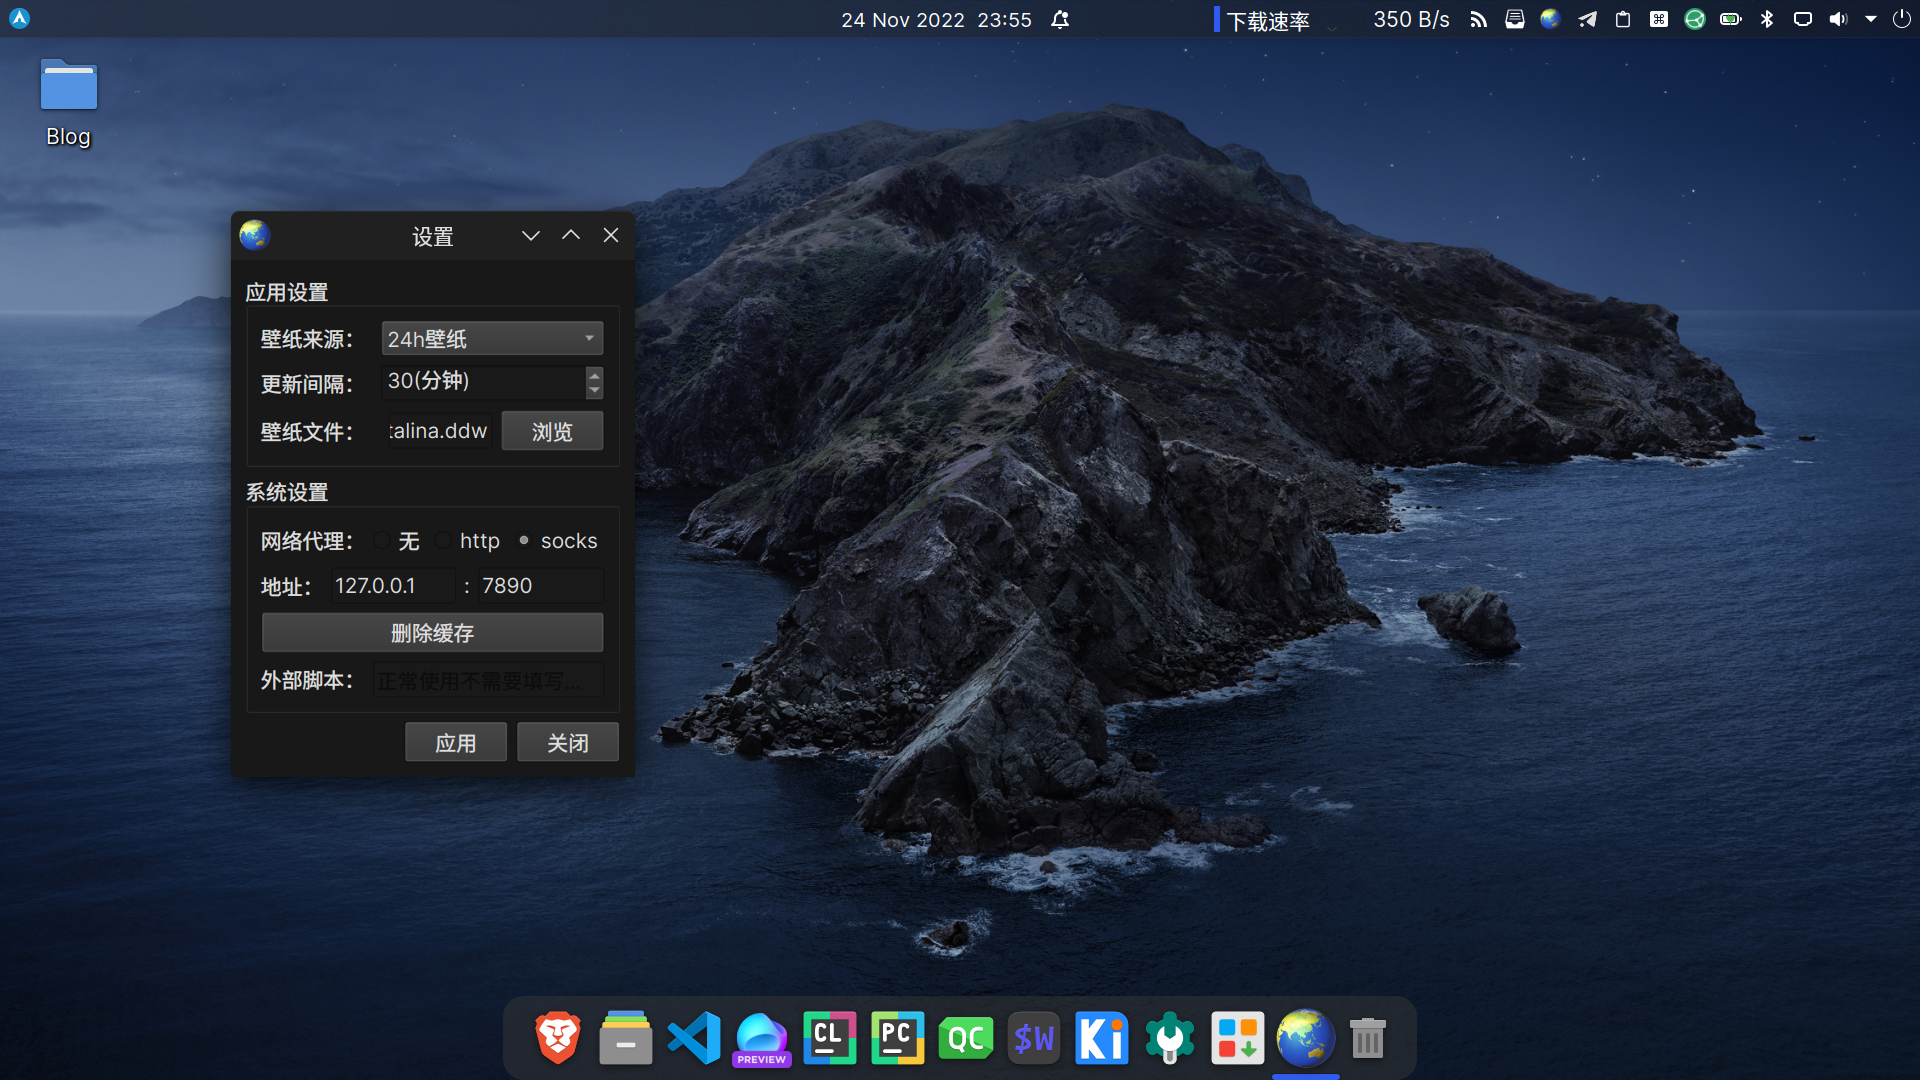 24 Nov 2022 23:55
下载速率 350 B/s
Blog
设置
应用设置
壁纸来源： 24h壁纸
更新间隔： 30(分钟)
壁纸文件： talina.ddw 浏览
系统设置
网络代理： 无 http socks
地址： 127.0.0.1 : 7890
删除缓存
外部脚本： 正常使用不需要填写...
应用 关闭
PREVIEW CL PC QC $W Ki